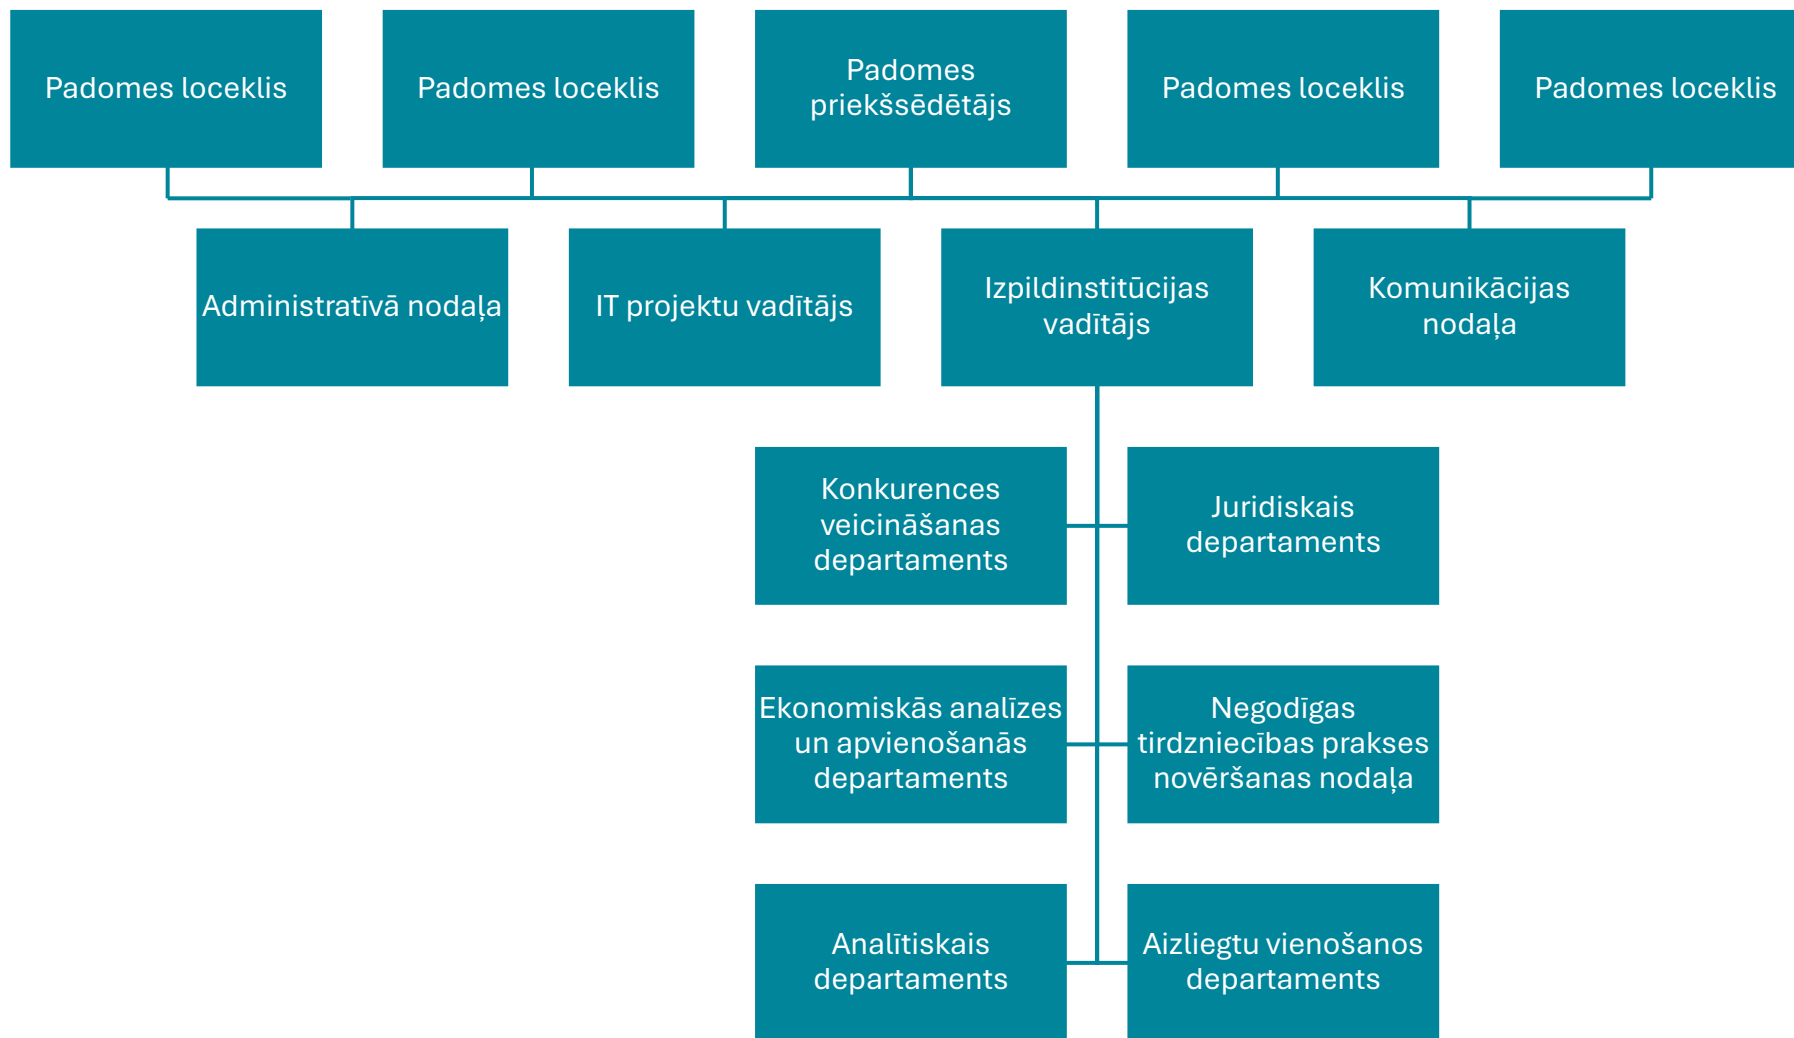 Padomes loceklis
Padomes loceklis
Padomes
priekšsēdētājs
Padomes loceklis
Padomes loceklis
Administratīvā nodaļa
IT projektu vadītājs
Izpildinstitūcijas
vadītājs
Komunikācijas
nodaļa
Konkurences
veicināšanas
departaments
Juridiskais
departaments
Ekonomiskās analīzes
un apvienošanās
departaments
Negodīgas
tirdzniecības prakses
novēršanas nodaļa
Analītiskais
departaments
Aizliegtu vienošanos
departaments